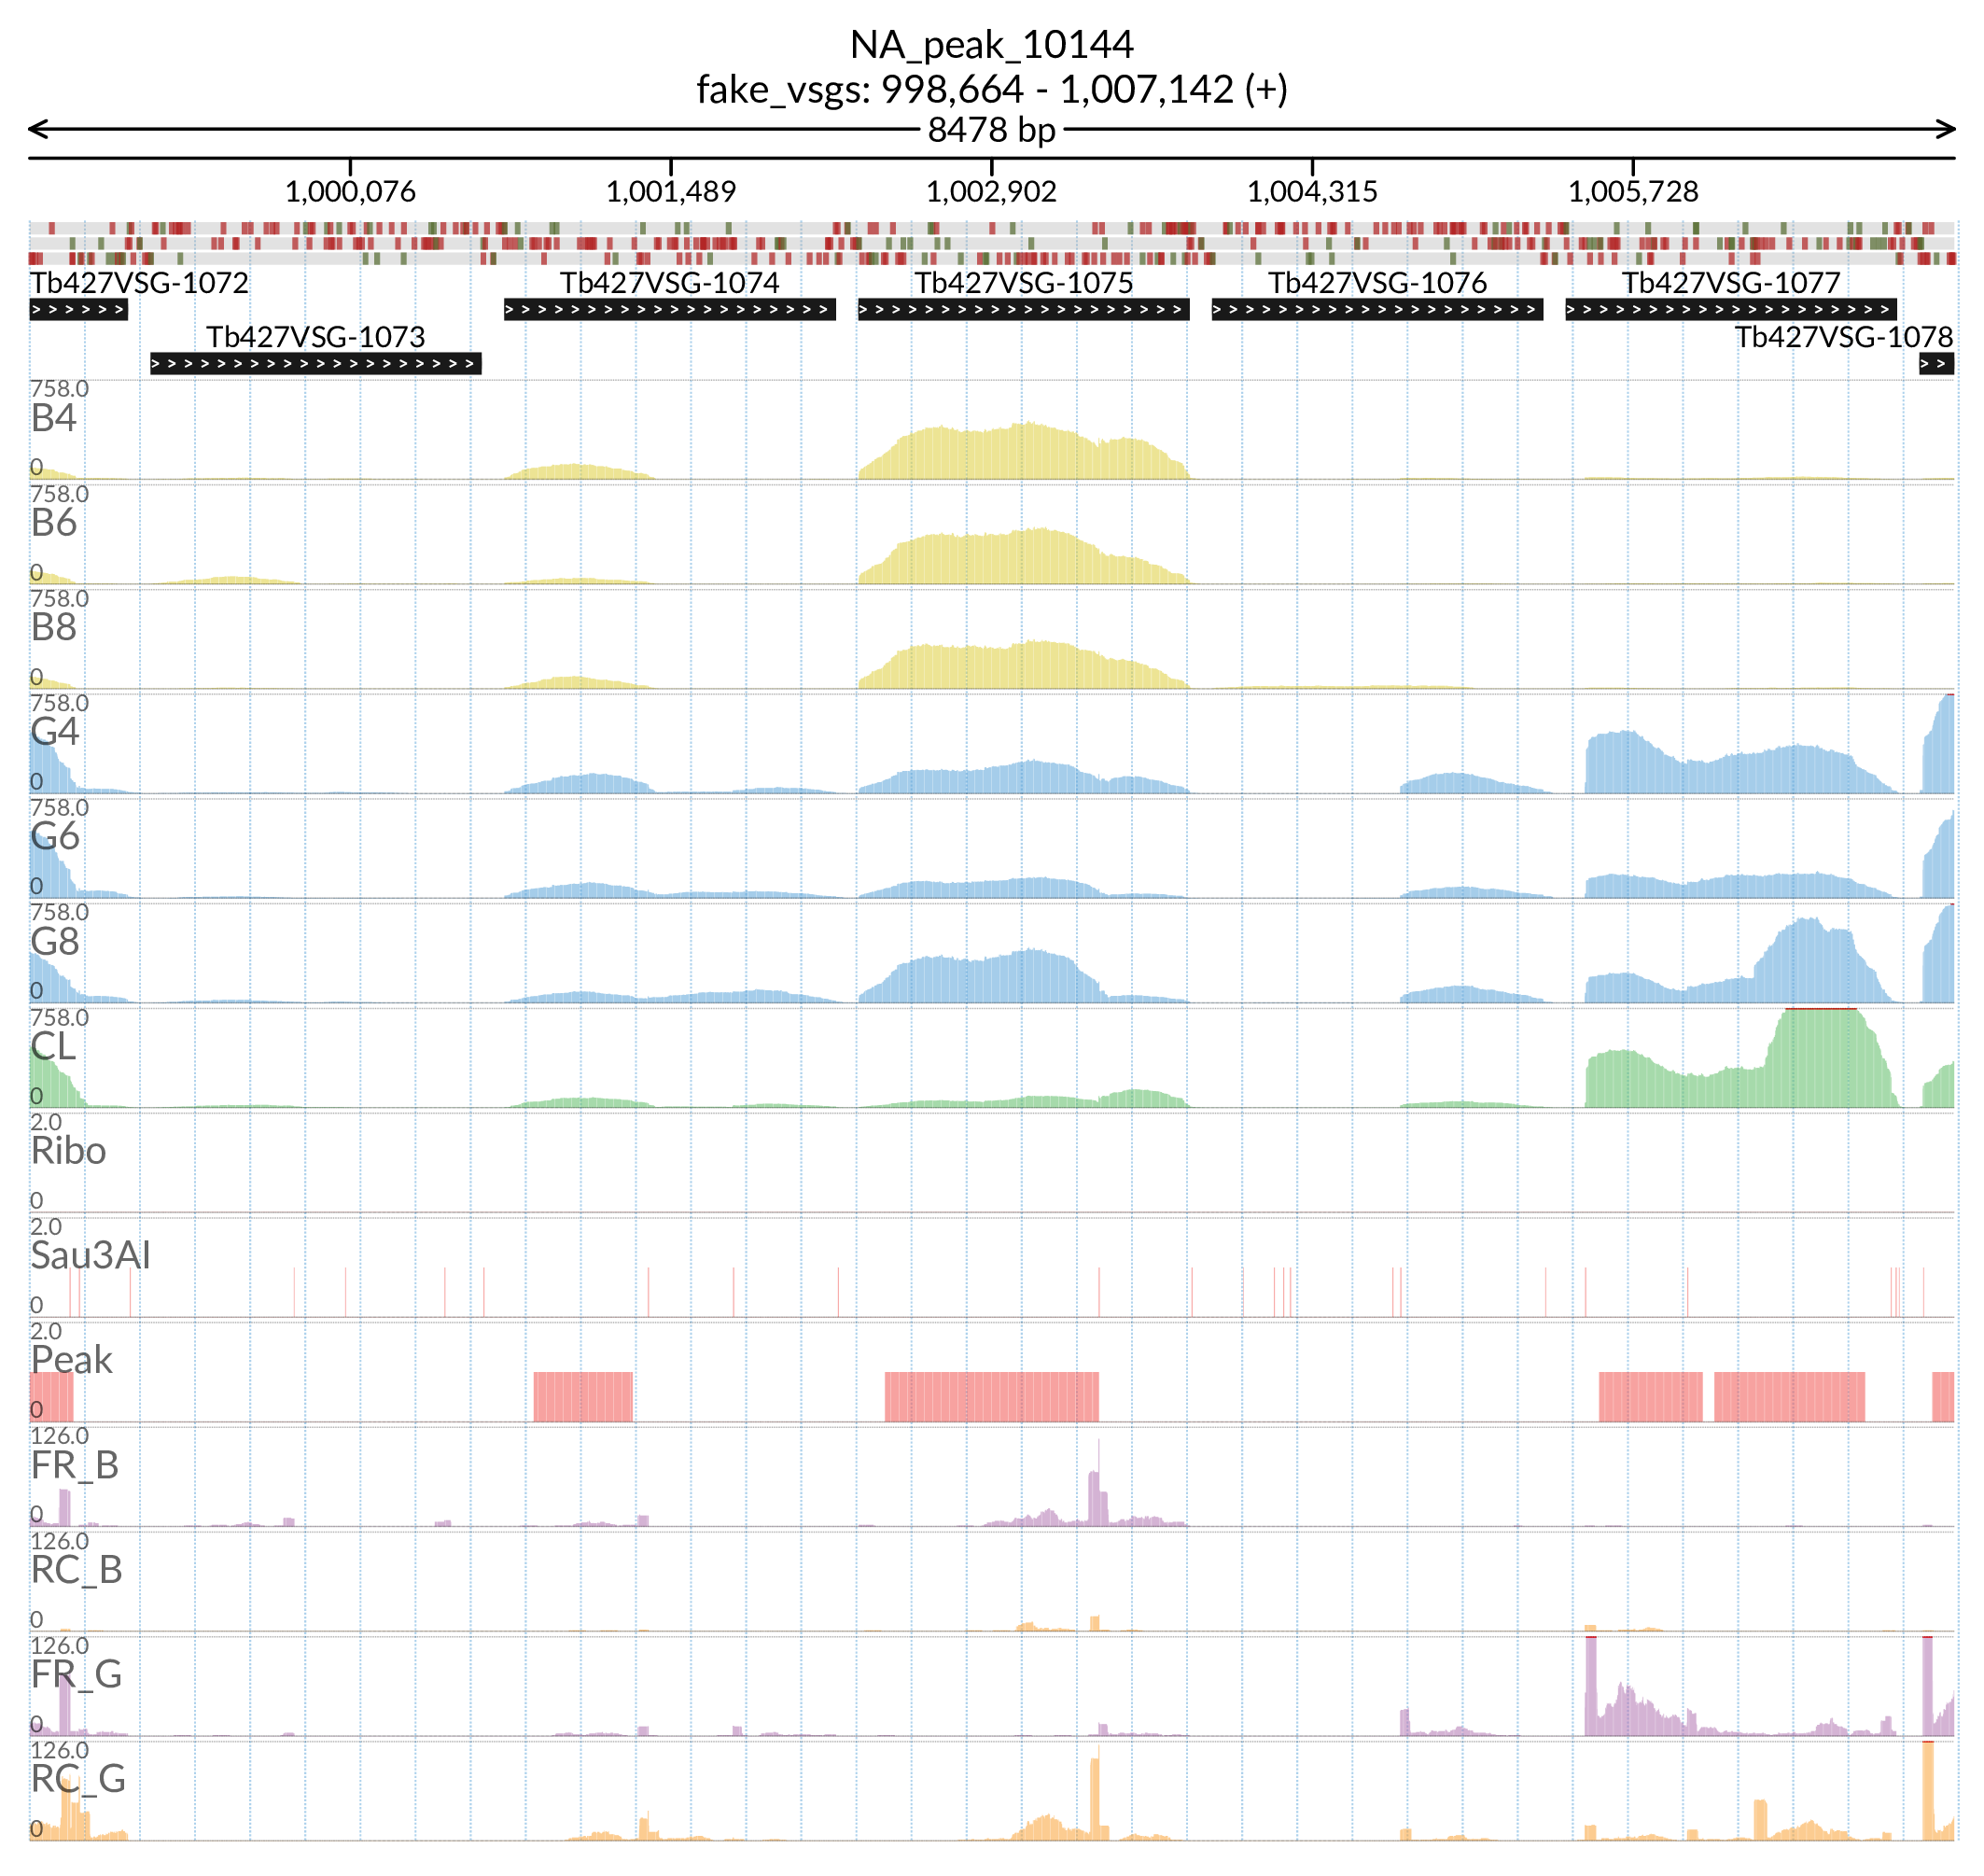 NA_peak_10144
fake_vsgs: 998,664 - 1,007,142 (+)
8478 bp
1,000,076 1,001,489 1,002,902 1,004,315 1,005,728
Tb427VSG-1072 Tb427VSG-1074 Tb427VSG-1075 Tb427VSG-1076 Tb427VSG-1077
Tb427VSG-1073 Tb427VSG-1078
758.0
B4
0
758.0
B6
0
758.0
B8
0
758.0
G4
0
758.0
G6
0
758.0
G8
0
758.0
CL
0
2.0
Ribo
0
2.0
Sau3AI
0
2.0
Peak
0
126.0
FR_B
0
126.0
RC_B
0
126.0
FR_G
0
126.0
RC_G
0